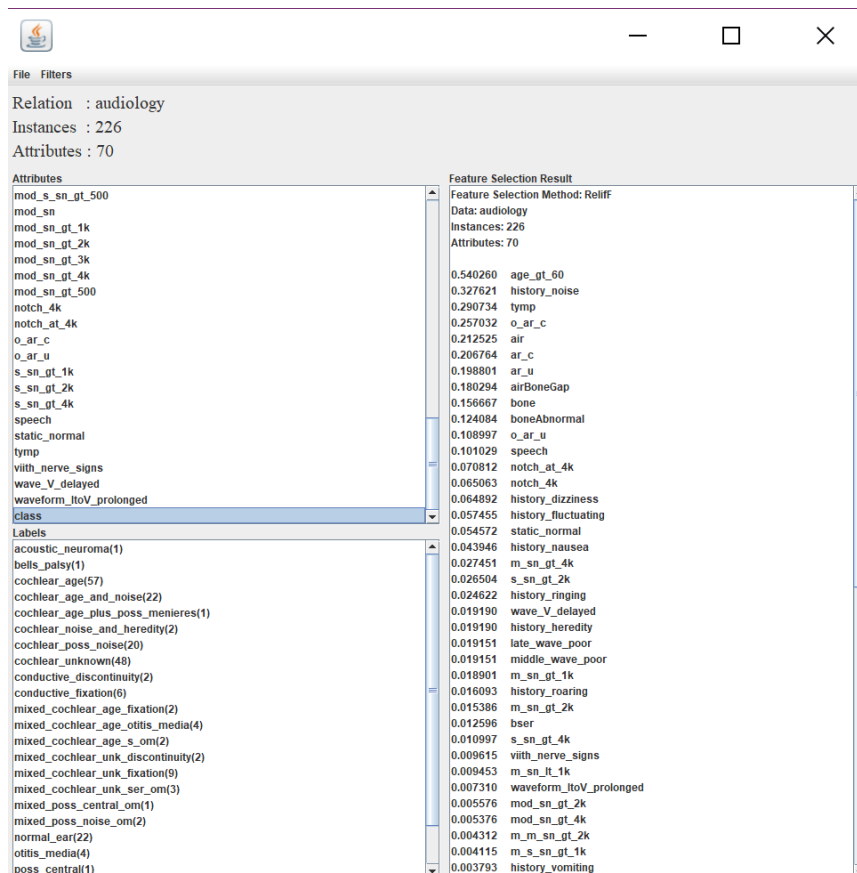 File Filters
Relation : audiology
Instances : 226
Attributes : 70
Attributes
mod_s_sn_gt_500
mod_sn
mod_sn_gt_1k
mod_sn_gt_2k
mod_sn_gt_3k
mod_sn_gt_4k
mod_sn_gt_500
notch_4k
notch_at_4k
o_ar_c
o_ar_u
s_sn_gt_1k
s_sn_gt_2k
s_sn_gt_4k
speech
static_normal
tymp
viith_nerve_signs
wave_V_delayed
waveform_ItoV_prolonged
class
Labels
acoustic_neuroma(1)
bells_palsy(1)
cochlear_age(57)
cochlear_age_and_noise(22)
cochlear_age_plus_poss_menieres(1)
cochlear_noise_and_heredity(2)
cochlear_poss_noise(20)
cochlear_unknown(48)
conductive_discontinuity(2)
conductive_fixation(6)
mixed_cochlear_age_fixation(2)
mixed_cochlear_age_otitis_media(4)
mixed_cochlear_age_s_om(2)
mixed_cochlear_unk_discontinuity(2)
mixed_cochlear_unk_fixation(9)
mixed_cochlear_unk_ser_om(3)
mixed_poss_central_om(1)
mixed_poss_noise_om(2)
normal_ear(22)
otitis_media(4)
poss_central(1)
Feature Selection Result
Feature Selection Method: RelifF
Data: audiology
Instances: 226
Attributes: 70
0.540260 age_gt_60
0.327621 history_noise
0.290734 tymp
0.257032 o_ar_c
0.212525 air
0.206764 ar_c
0.198801 ar_u
0.180294 airBoneGap
0.156667 bone
0.124084 boneAbnormal
0.108997 o_ar_u
0.101029 speech
0.070812 notch_at_4k
0.065063 notch_4k
0.064892 history_dizziness
0.057455 history_fluctuating
0.054572 static_normal
0.043946 history_nausea
0.027451 m_sn_gt_4k
0.026504 s_sn_gt_2k
0.024622 history_ringing
0.019190 wave_V_delayed
0.019190 history_heredity
0.019151 late_wave_poor
0.019151 middle_wave_poor
0.018901 m_sn_gt_1k
0.016093 history_roaring
0.015386 m_sn_gt_2k
0.012596 bser
0.010997 s_sn_gt_4k
0.009615 viith_nerve_signs
0.009453 m_sn_lt_1k
0.007310 waveform_ItoV_prolonged
0.005576 mod_sn_gt_2k
0.005376 mod_sn_gt_4k
0.004312 m_m_sn_gt_2k
0.004115 m_s_sn_gt_1k
0.003793 history_vomiting